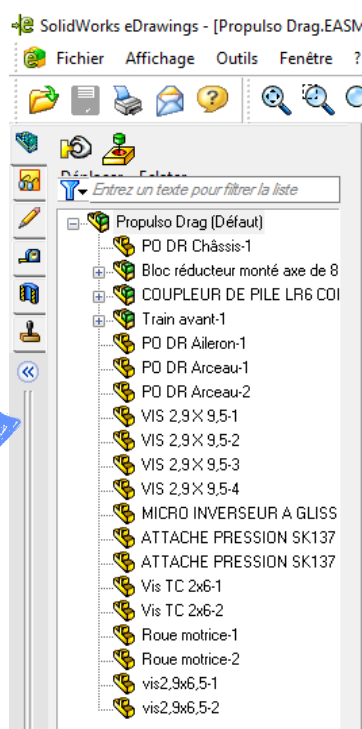 SolidWorks eDrawings - [Propulso Drag.EASM
Fichier Affichage Outils Fenêtre ?
Entrez un texte pour filtrer la liste
Propulso Drag (Défaut)
PO DR Châssis-1
Bloc réducteur monté axe de 8
COUPLEUR DE PILE LR6 COI
Train avant-1
PO DR Aileron-1
PO DR Arceau-1
PO DR Arceau-2
VIS 2,9 X 9,5-1
VIS 2,9 X 9,5-2
VIS 2,9 X 9,5-3
VIS 2,9 X 9,5-4
MICRO INVERSEUR A GLISS
ATTACHE PRESSION SK137
ATTACHE PRESSION SK137
Vis TC 2x6-1
Vis TC 2x6-2
Roue motrice-1
Roue motrice-2
vis2,9x6,5-1
vis2,9x6,5-2